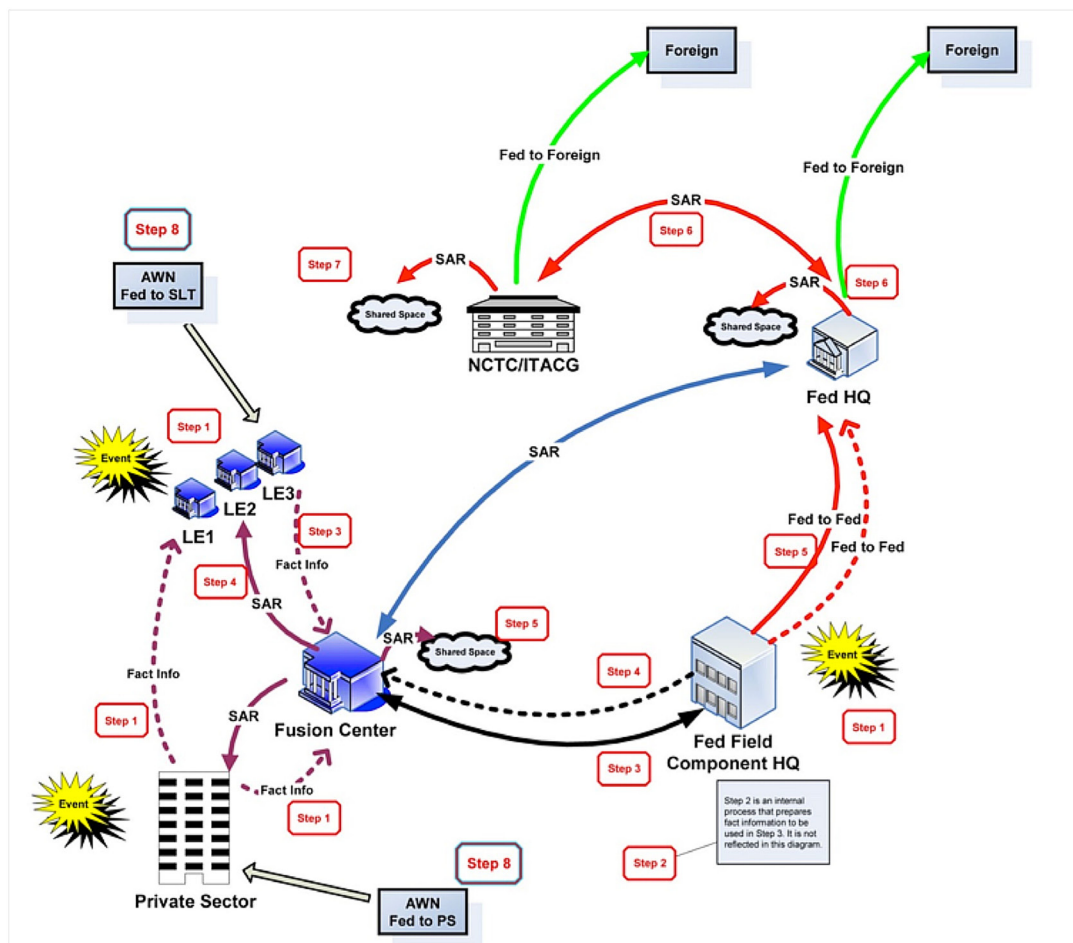 Foreign
Foreign
Fed to Foreign
Fed to Foreign
Step 8
AWN
Fed to SLT
SAR
Step 6
Step 7
SAR
SAR
Step 6
Shared Space
Shared Space
NCTC/ITACG
Fed HQ
Step 1
Event
SAR
LE3
LE2
LE1
Fed to Fed
Step 3
Step 5
Fed to Fed
Fact Info
Step 4
SAR
Step 5
SAR
Shared Space
Event
Fact Info
Step 4
Step 1
SAR
Step 1
Fusion Center
Fed Field
Component HQ
Step 3
Event
Fact Info
Step 1
Step 2 is an internal
process that prepares
fact information to be
used in Step 3. It is not
reflected in this diagram.
Step 2
Step 8
Private Sector
AWN
Fed to PS